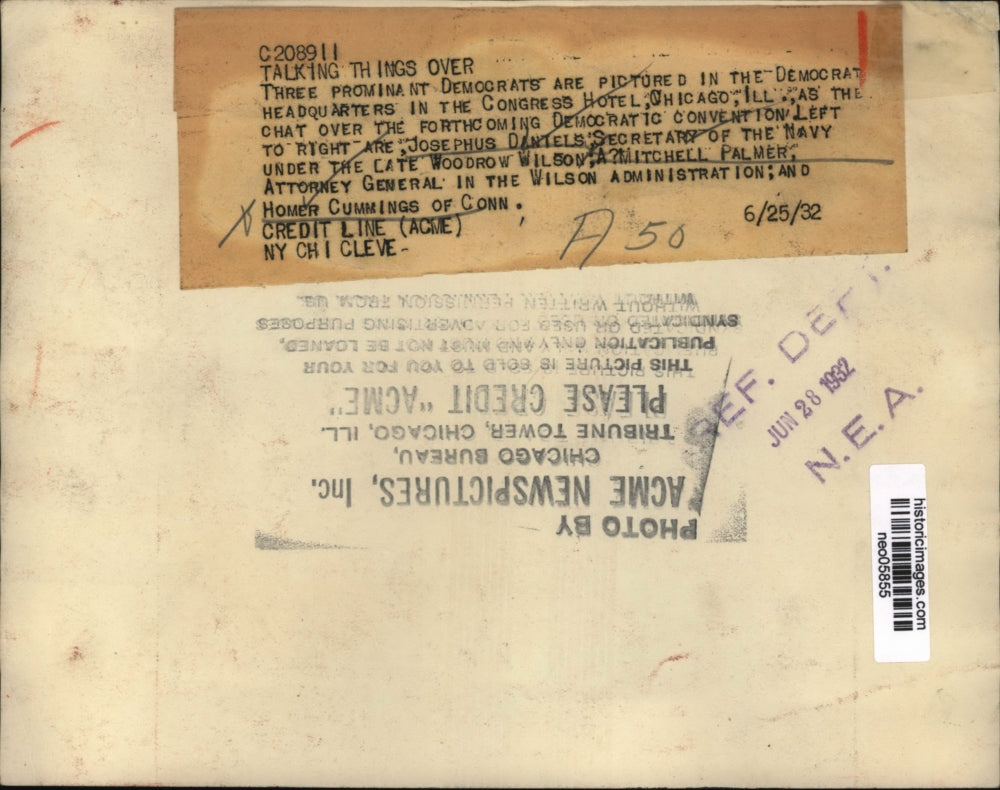 C208911
TALKING THINGS OVER
THREE PROMINANT DEMOCRATS ARE PICTURED IN THE DEMOCRAT
HEADQUARTERS IN THE CONGRESS HOTEL, CHICAGO, ILL., AS THE
CHAT OVER THE FORTHCOMING DEMOCRATIC CONVENTION. LEFT
TO RIGHT ARE, JOSEPHUS DANIELS, SECRETARY OF THE NAVY
UNDER THE LATE WOODROW WILSON; A. MITCHELL PALMER,
ATTORNEY GENERAL IN THE WILSON ADMINISTRATION; AND
HOMER CUMMINGS OF CONN.
CREDIT LINE (ACME)
NY CHI CLEVE-
6/25/32
A 50
PHOTO BY
ACME NEWSPICTURES, Inc.
CHICAGO BUREAU,
TRIBUNE TOWER, CHICAGO, ILL.
PLEASE CREDIT "ACME"
THIS PICTURE IS SOLD TO YOU FOR YOUR
PUBLICATION ONLY AND MUST NOT BE LOANED,
SYNDICATED OR USED FOR ADVERTISING PURPOSES
WITHOUT WRITTEN PERMISSION FROM US.
REF. DEPT.
JUN 28 1932
N. E. A.
historicimages.com
neo05855